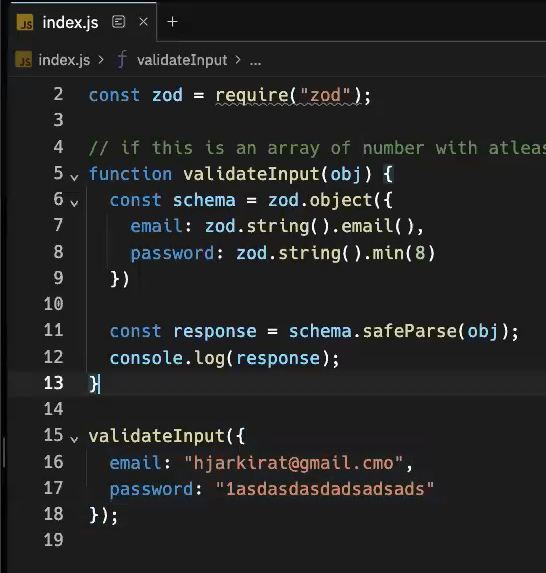 JS index.js
JS index.js > ƒ validateInput > ...
2 const zod = require("zod");
3
4 // if this is an array of number with atleas
5 function validateInput(obj) {
6 const schema = zod.object({
7 email: zod.string().email(),
8 password: zod.string().min(8)
9 })
10
11 const response = schema.safeParse(obj);
12 console.log(response);
13 }
14
15 validateInput({
16 email: "hjarkirat@gmail.cmo",
17 password: "1asdasdasdadsadsads"
18 });
19